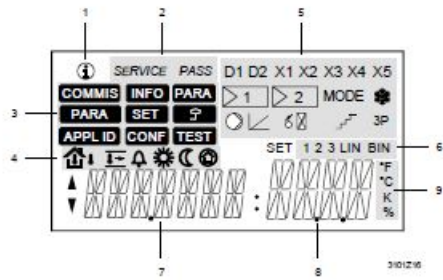 1 2 5
SERVICE PASS D1 D2 X1 X2 X3 X4 X5
COMMIS INFO PARA 1 2 MODE
3 PARA SET 3P
APPL ID CONF TEST
4 SET 1 2 3 LIN BIN 6
°F
°C
K
%
9
7 8
3101Z16